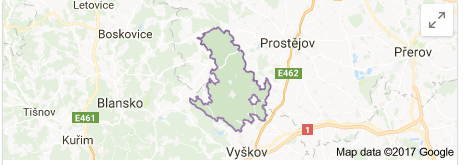 Letovice
Boskovice
Prostějov
Přerov
E462
Tišnov
Blansko
E461
Kuřim
1
Vyškov
Map data ©2017 Google